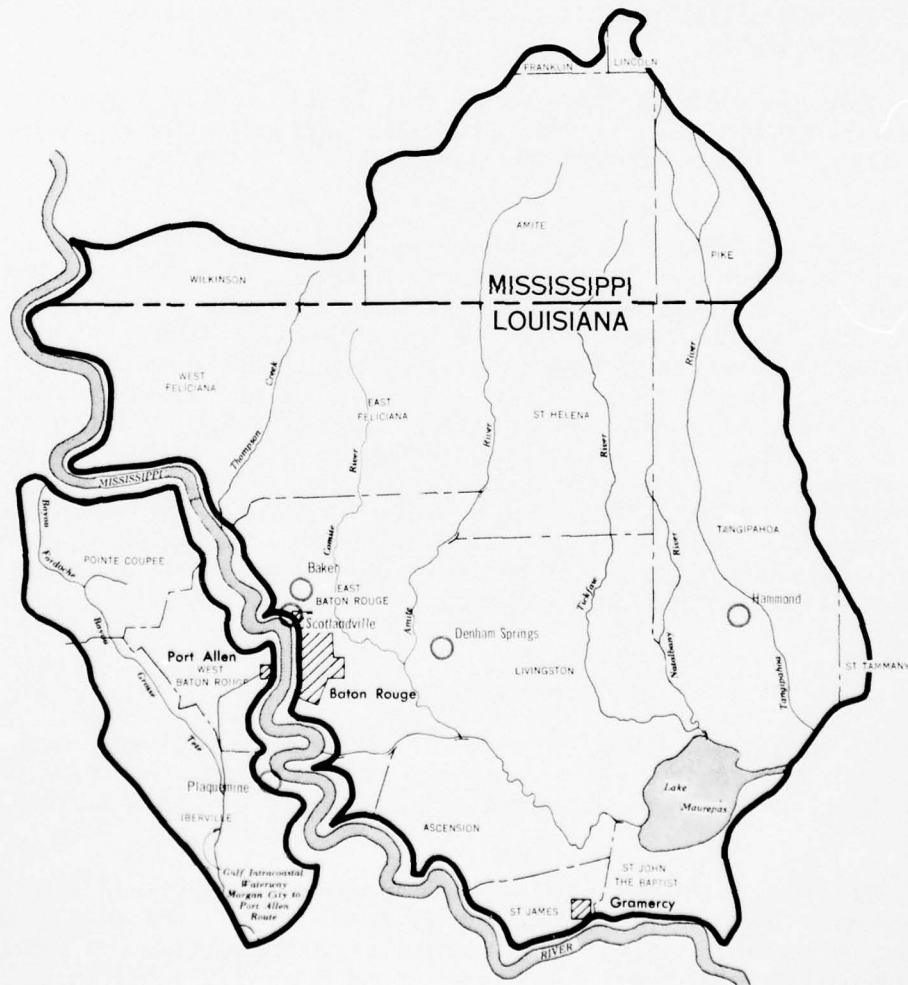 FRANKLIN
LINCOLN
AMITE
PIKE
WILKINSON
MISSISSIPPI
LOUISIANA
WEST
FELICIANA
Thompson Creek
EAST
FELICIANA
ST HELENA
River
River
River
River
MISSISSIPPI
Bayou
Fordoche
POINTE COUPEE
Comite
Amite
Tickfaw
River
TANGIPAHOA
Baker
EAST
BATON ROUGE
Scotlandville
Denham Springs
Hammond
Bayou
Grosse
Tete
Port Allen
WEST
BATON ROUGE
Baton Rouge
LIVINGSTON
Natalbany
Tangipahoa
ST TAMMANY
Plaquemine
IBERVILLE
Lake
Maurepas
ASCENSION
Gulf Intracoastal
Waterway
Morgan City to
Port Allen
Route
ST JOHN
THE BAPTIST
ST JAMES
Gramercy
RIVER